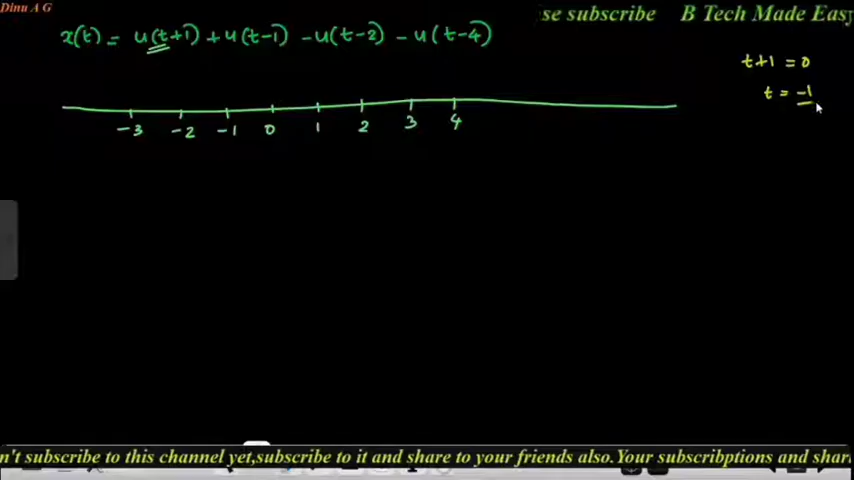 Dinu A G
se subscribe B Tech Made Easy
x(t) = u(t+1) + u(t-1) - u(t-2) - u(t-4)
t+1 = 0
t = -1
-3 -2 -1 0 1 2 3 4
n't subscribe to this channel yet,subscribe to it and share to your friends also.Your subscribptions and shar